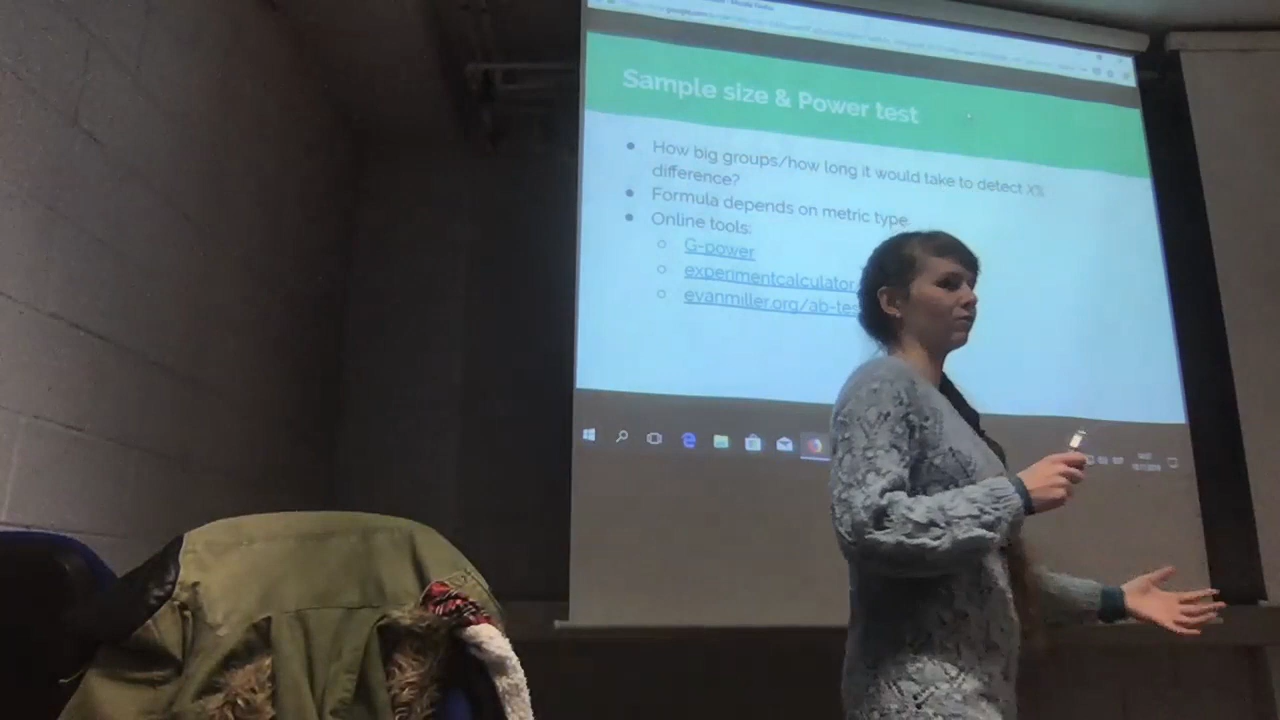 Sample size & Power test
How big groups/how long it would take to detect X%
difference?
Formula depends on metric type.
Online tools:
G-power
experimentcalculator.
evanmiller.org/ab-tes